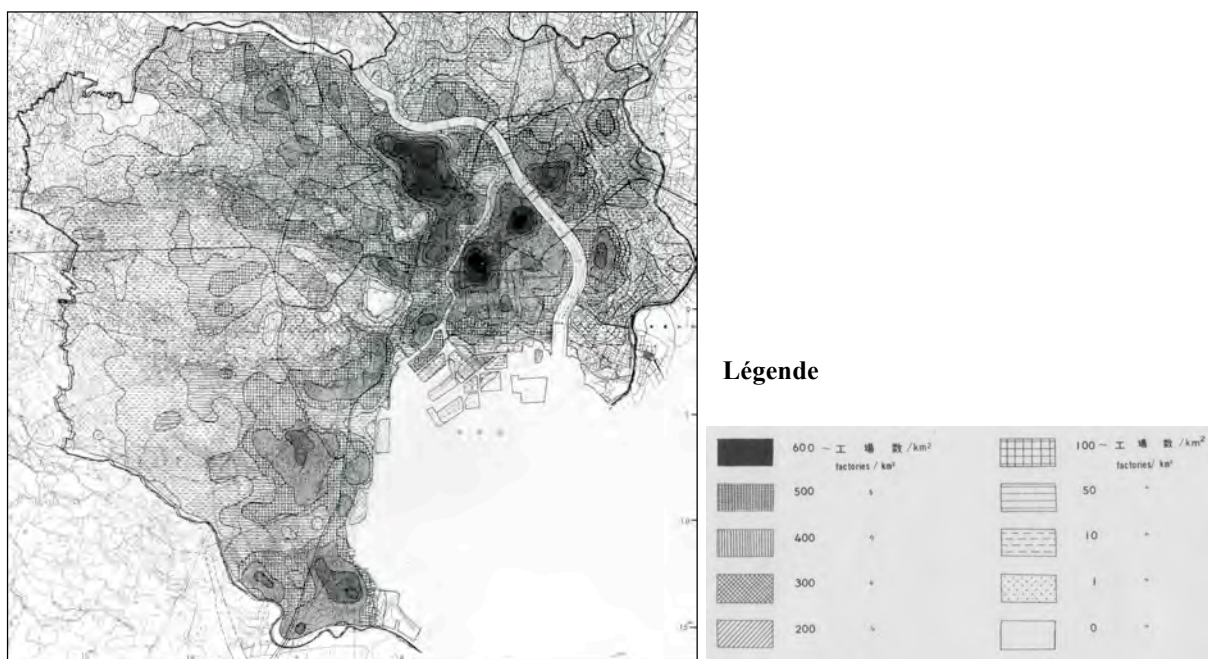 Légende
600 ~ 工場数/km²
factories / km²
500 〃
400 〃
300 〃
200 〃
100 ~ 工場数/km²
factories/ km²
50 〃
10 〃
1 〃
0 〃